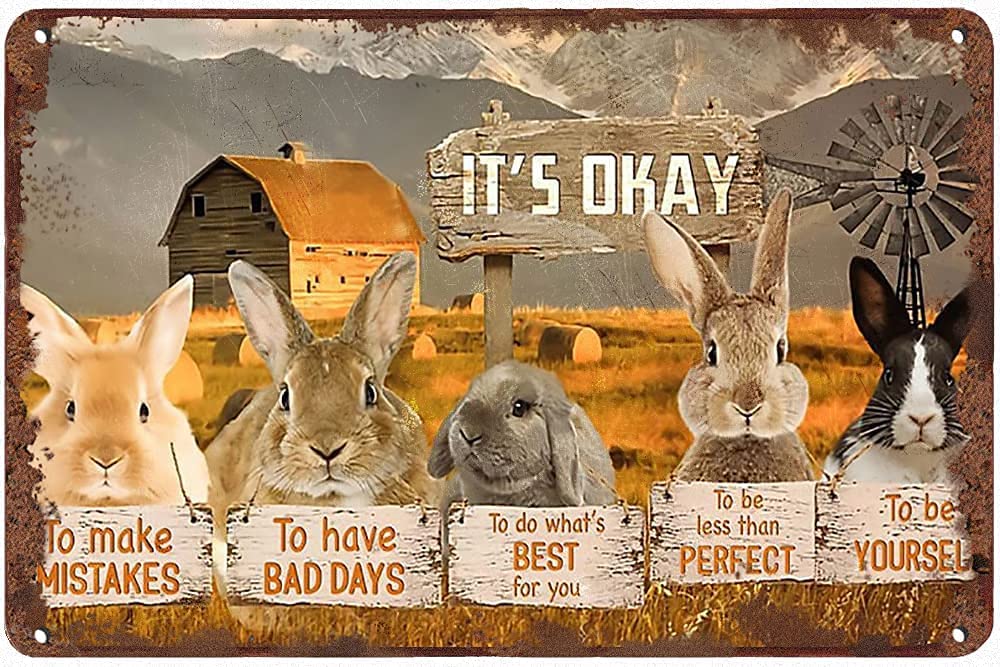 IT'S OKAY
To make
MISTAKES
To have
BAD DAYS
To do what's
BEST
for you
To be
less than
PERFECT
To be
YOURSEL